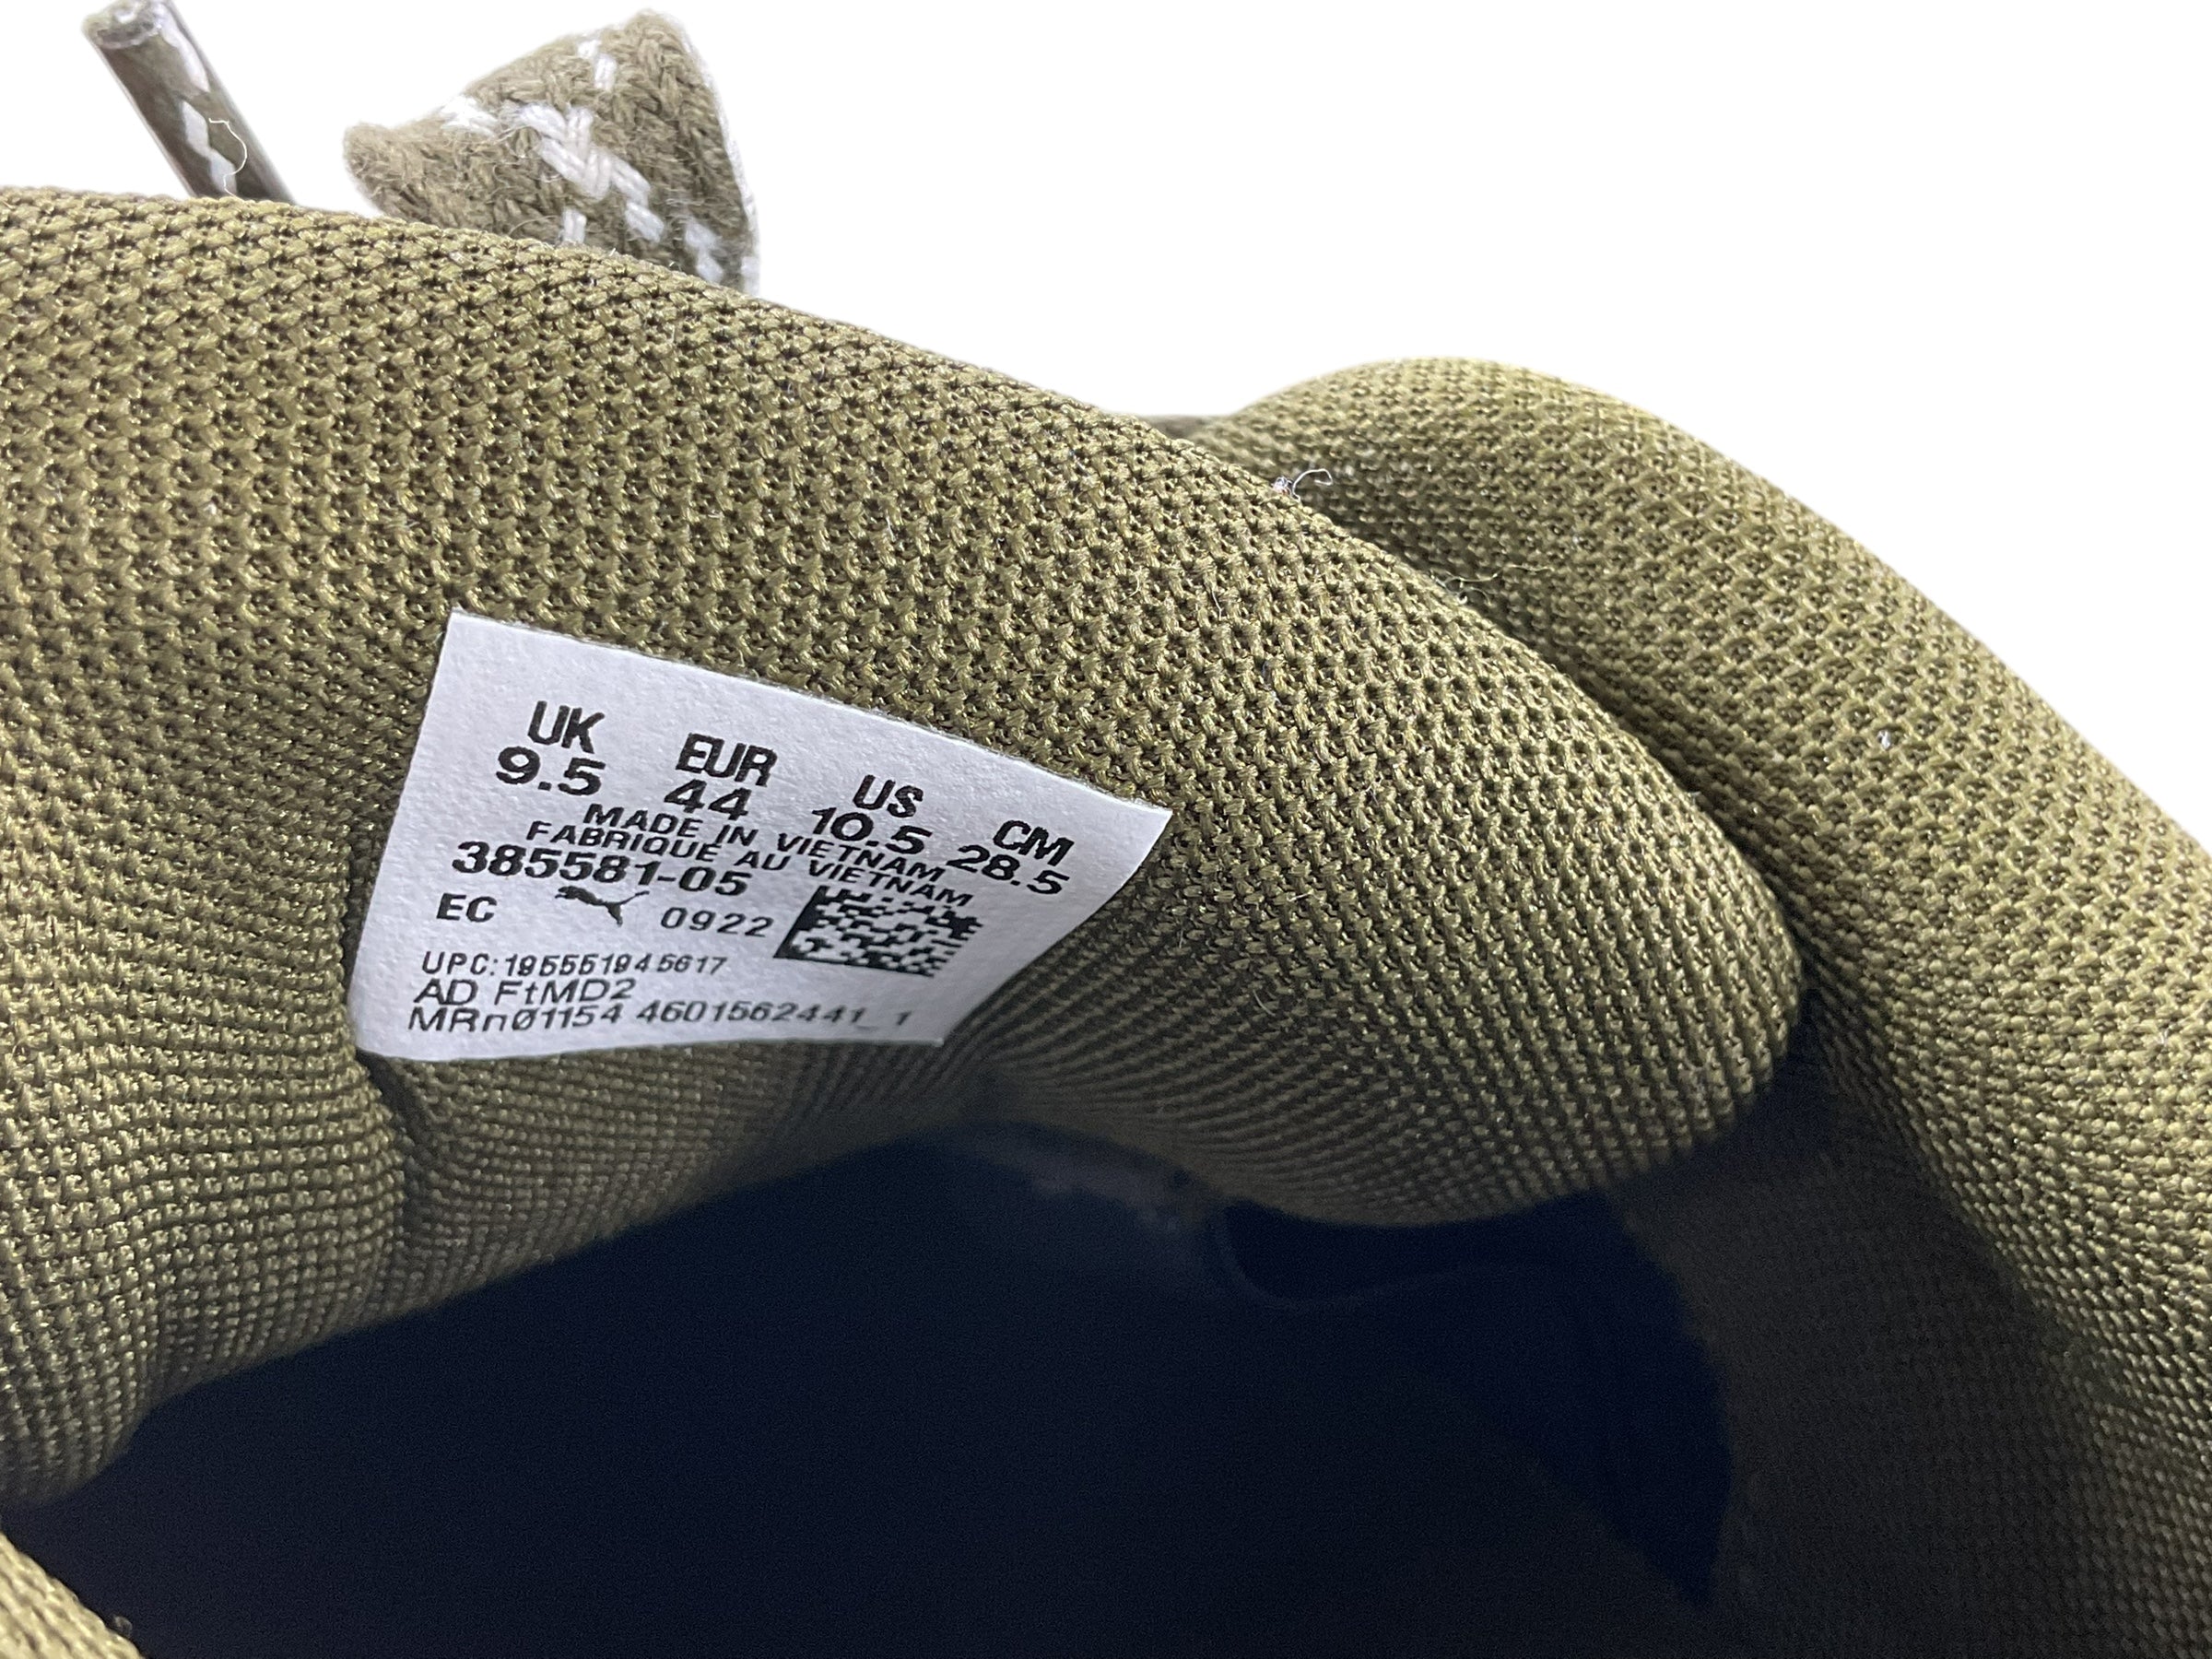 UK EUR US CM
9.5 44 10.5 28.5
MADE IN VIETNAM
FABRIQUE AU VIETNAM
385581-05
EC 0922
UPC:195551945617
AD FtMD2
MRnØ1154 4601562441_1